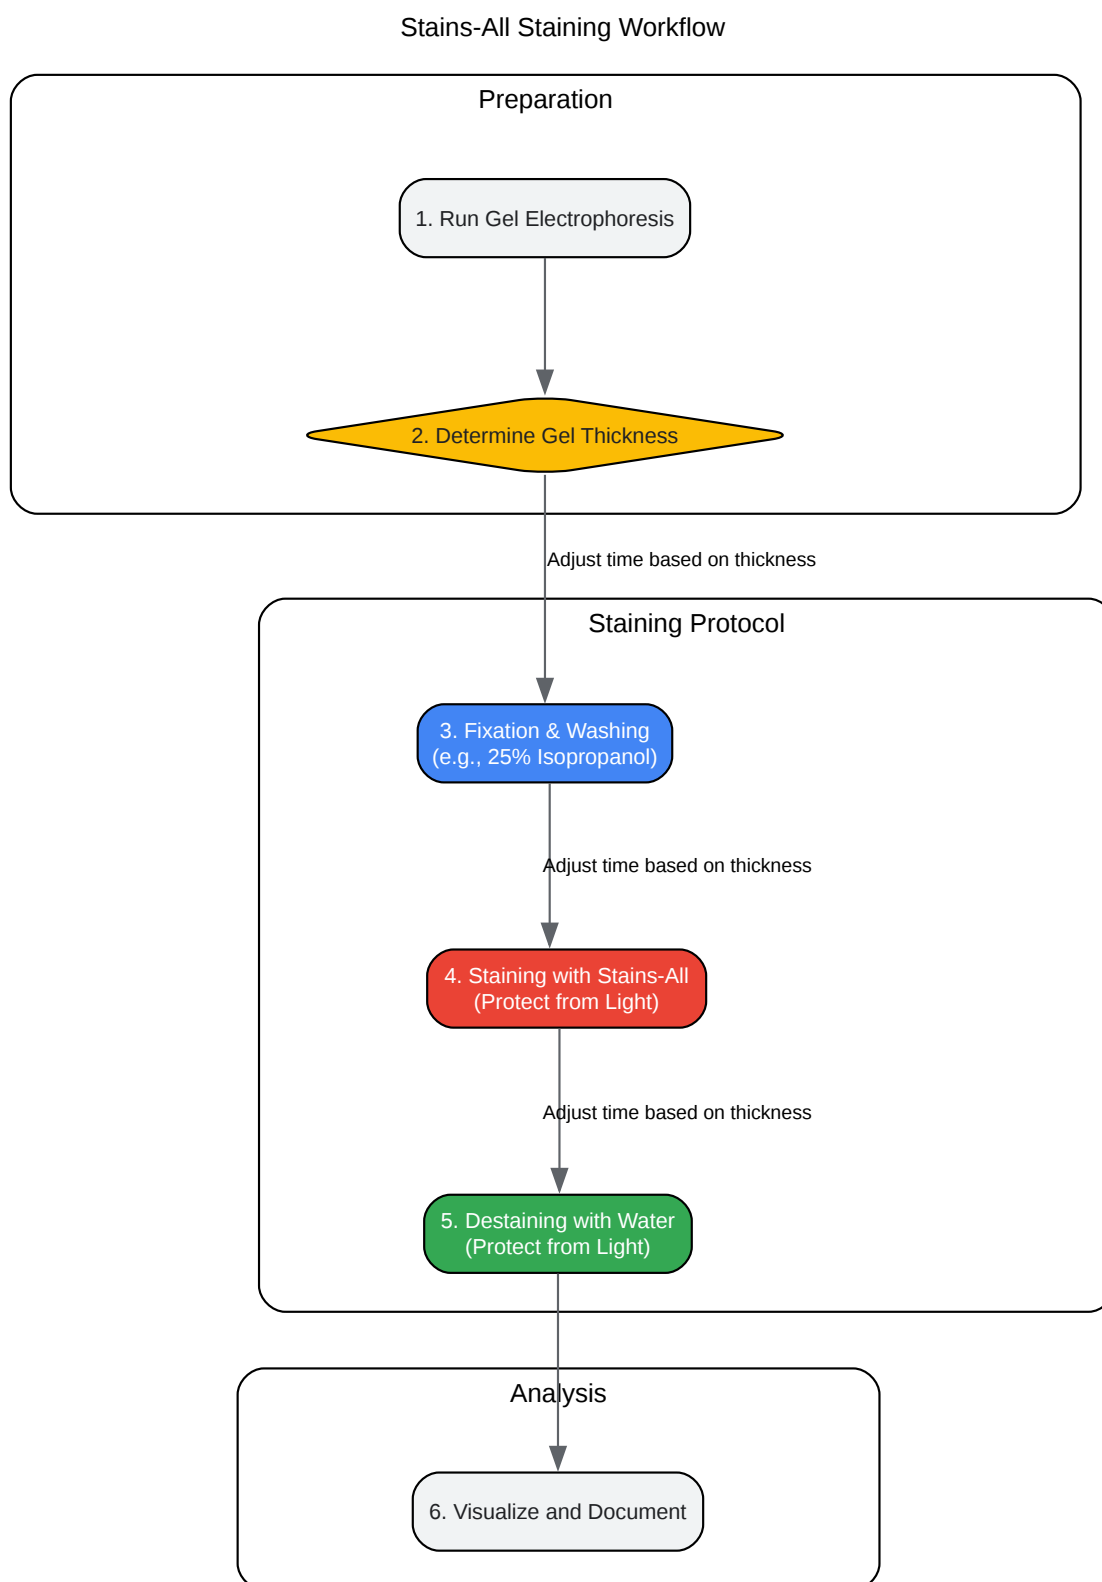 Stains-All Staining Workflow
Preparation
1. Run Gel Electrophoresis
2. Determine Gel Thickness
Adjust time based on thickness
Staining Protocol
3. Fixation & Washing
(e.g., 25% Isopropanol)
Adjust time based on thickness
4. Staining with Stains-All
(Protect from Light)
Adjust time based on thickness
5. Destaining with Water
(Protect from Light)
Analysis
6. Visualize and Document